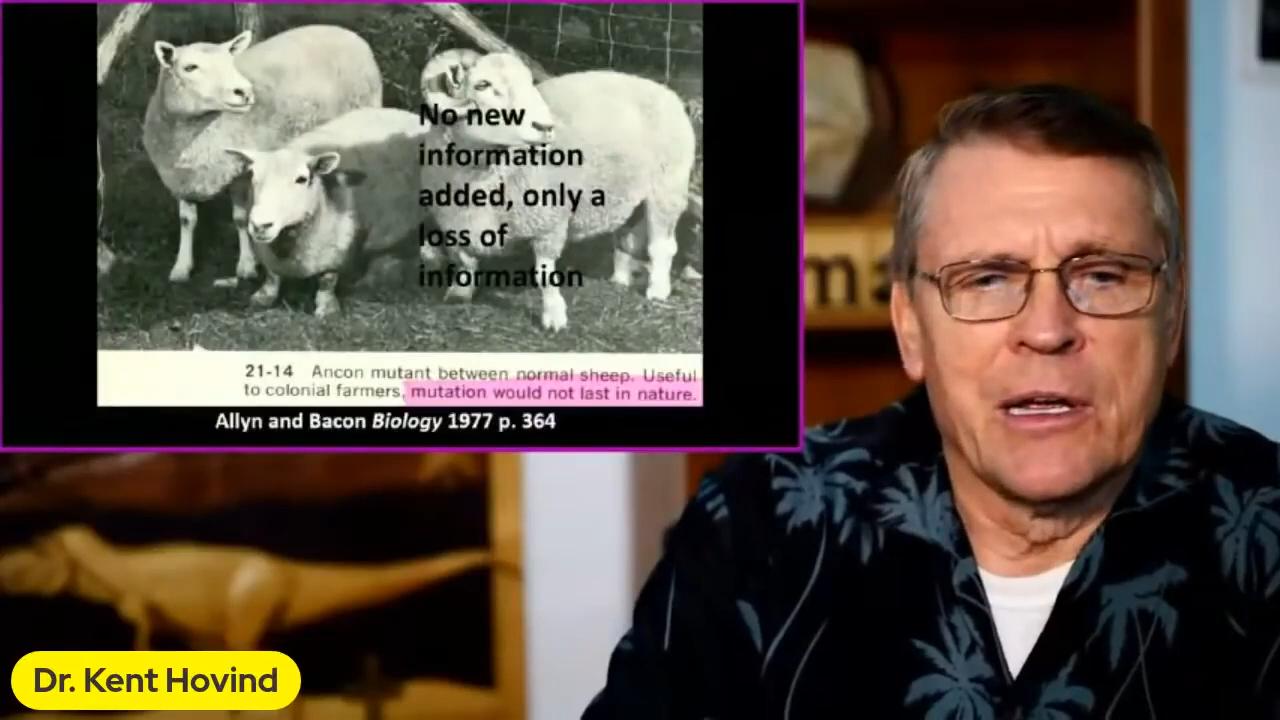 No new
information
added, only a
loss of
information
21-14 Ancon mutant between normal sheep. Useful
to colonial farmers, mutation would not last in nature.
Allyn and Bacon Biology 1977 p. 364
Dr. Kent Hovind